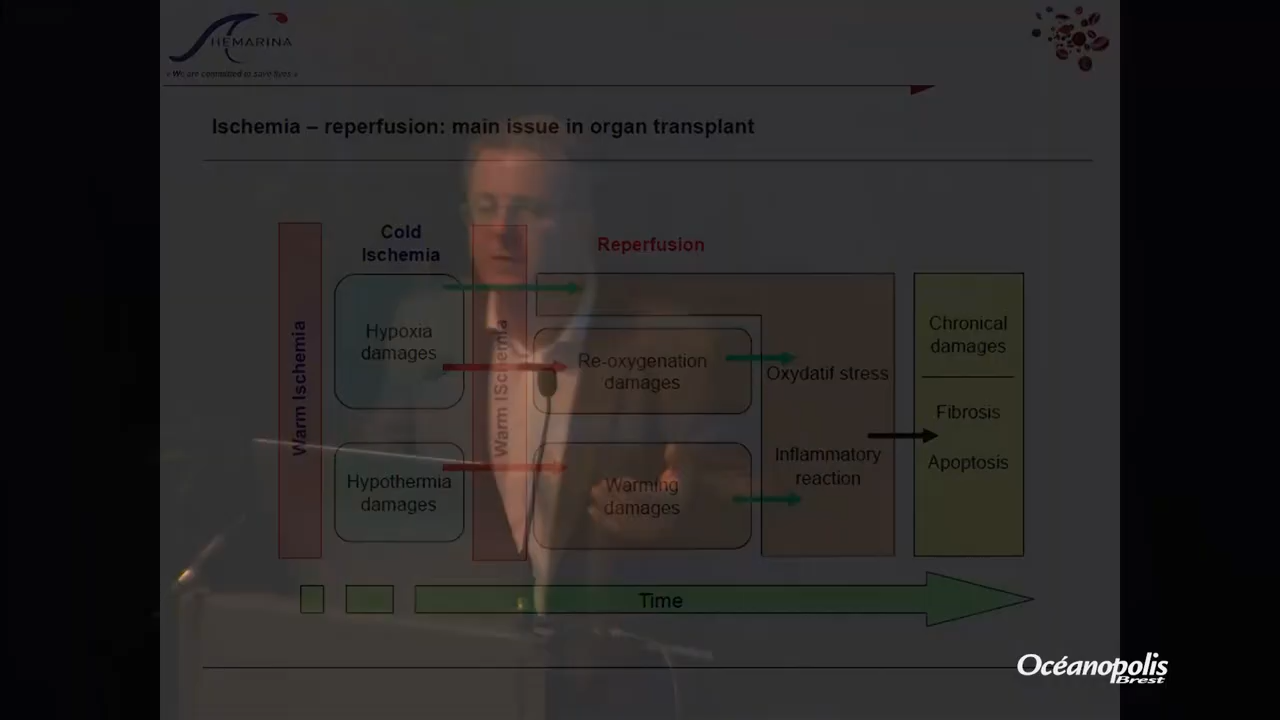 HEMARINA
« We are committed to save lives »
Ischemia – reperfusion: main issue in organ transplant
Cold
Ischemia
Reperfusion
Warm Ischemia
Hypoxia
damages
Hypothermia
damages
Warm ISchemia
Re-oxygenation
damages
Warming
damages
Oxydatif stress
Inflammatory
reaction
Chronical
damages
Fibrosis
Apoptosis
Time
Océanopolis
Brest